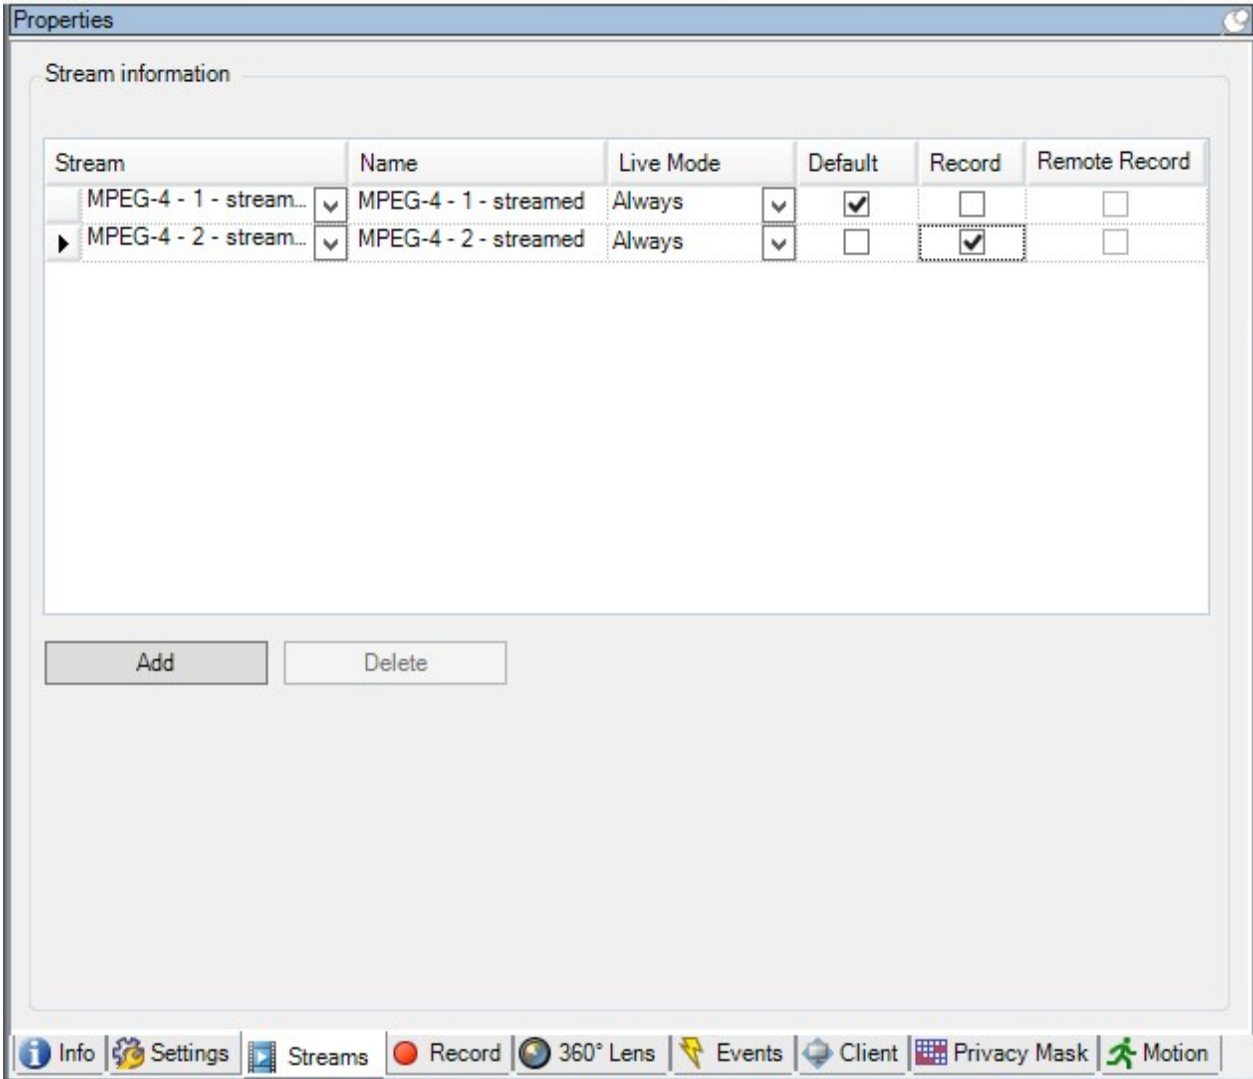 Properties
Stream information
Stream Name Live Mode Default Record Remote Record
MPEG-4 - 1 - stream... MPEG-4 - 1 - streamed Always
MPEG-4 - 2 - stream... MPEG-4 - 2 - streamed Always
Add Delete
Info Settings Streams Record 360° Lens Events Client Privacy Mask Motion